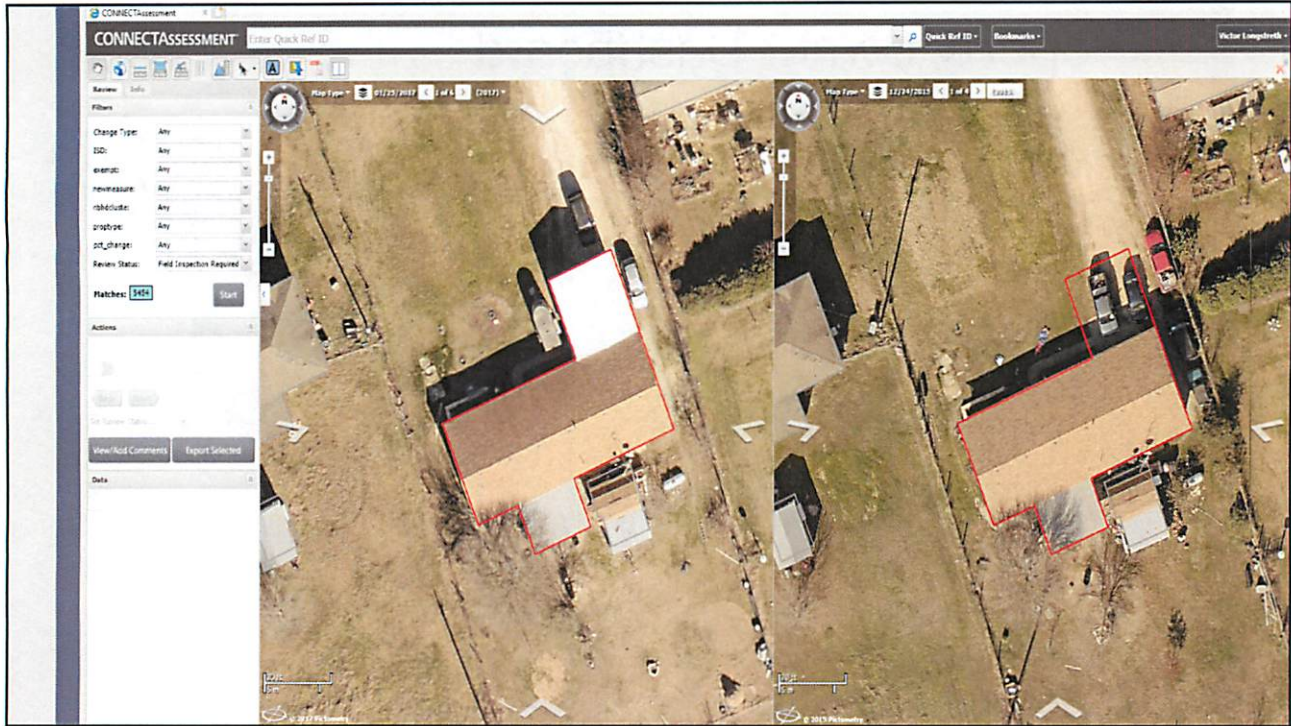 CONNECTAssessment
CONNECTASSESSMENT
Enter Quick Ref ID
Quick Ref ID
Bookmarks
Victor Longstreth
Review Info
Filters
Change Type: Any
ISD: Any
exempt: Any
newmeasure: Any
nbhdcluste: Any
proptype: Any
pct_change: Any
Review Status: Field Inspection Required
Matches: 5454 Start
Actions
View/Add Comments Export Selected
Data
Map Type 01/25/2017 1 of 6 (2017)
N
© 2017 Pictometry
Map Type 12/24/2015 1 of 4
© 2015 Pictometry